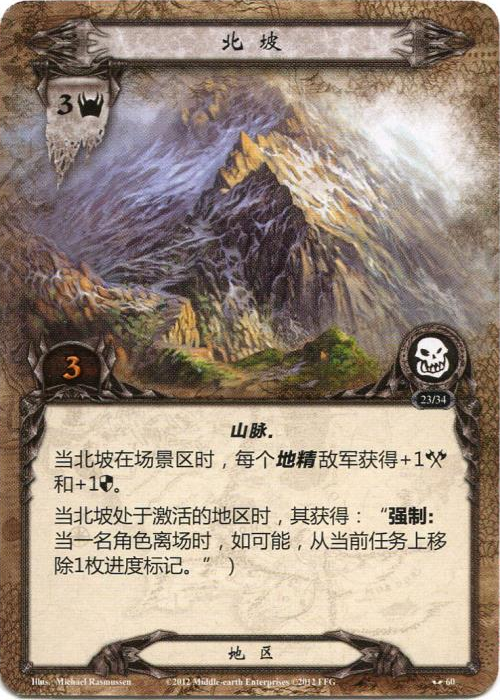 北坡
3
3
23/34
山脉.
当北坡在场景区时，每个地精敌军获得+1
和+1。
当北坡处于激活的地区时，其获得：“强制:
当一名角色离场时，如可能，从当前任务上移
除1枚进度标记。”）
地区
Illus. Michael Rasmussen
©2012 Middle-earth Enterprises ©2012 FFG
60